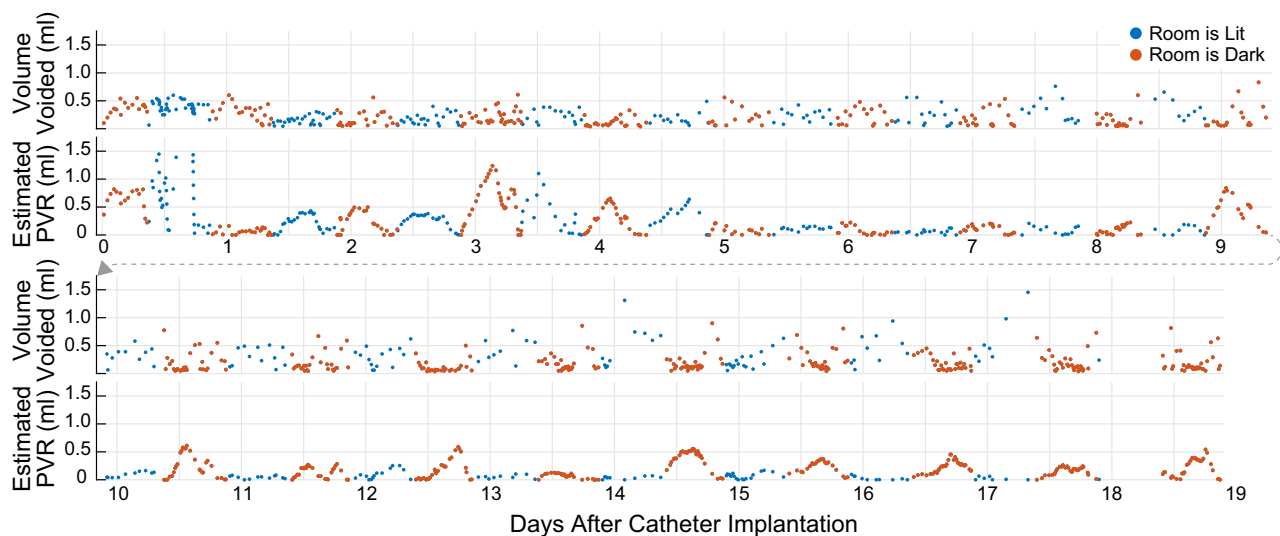 Room is Lit
Room is Dark
Volume
Voided (ml)
1.5
1.0
0.5
Estimated
PVR (ml)
1.5
1.0
0.5
0
0 1 2 3 4 5 6 7 8 9
Volume
Voided (ml)
1.5
1.0
0.5
Estimated
PVR (ml)
1.5
1.0
0.5
0
10 11 12 13 14 15 16 17 18 19
Days After Catheter Implantation